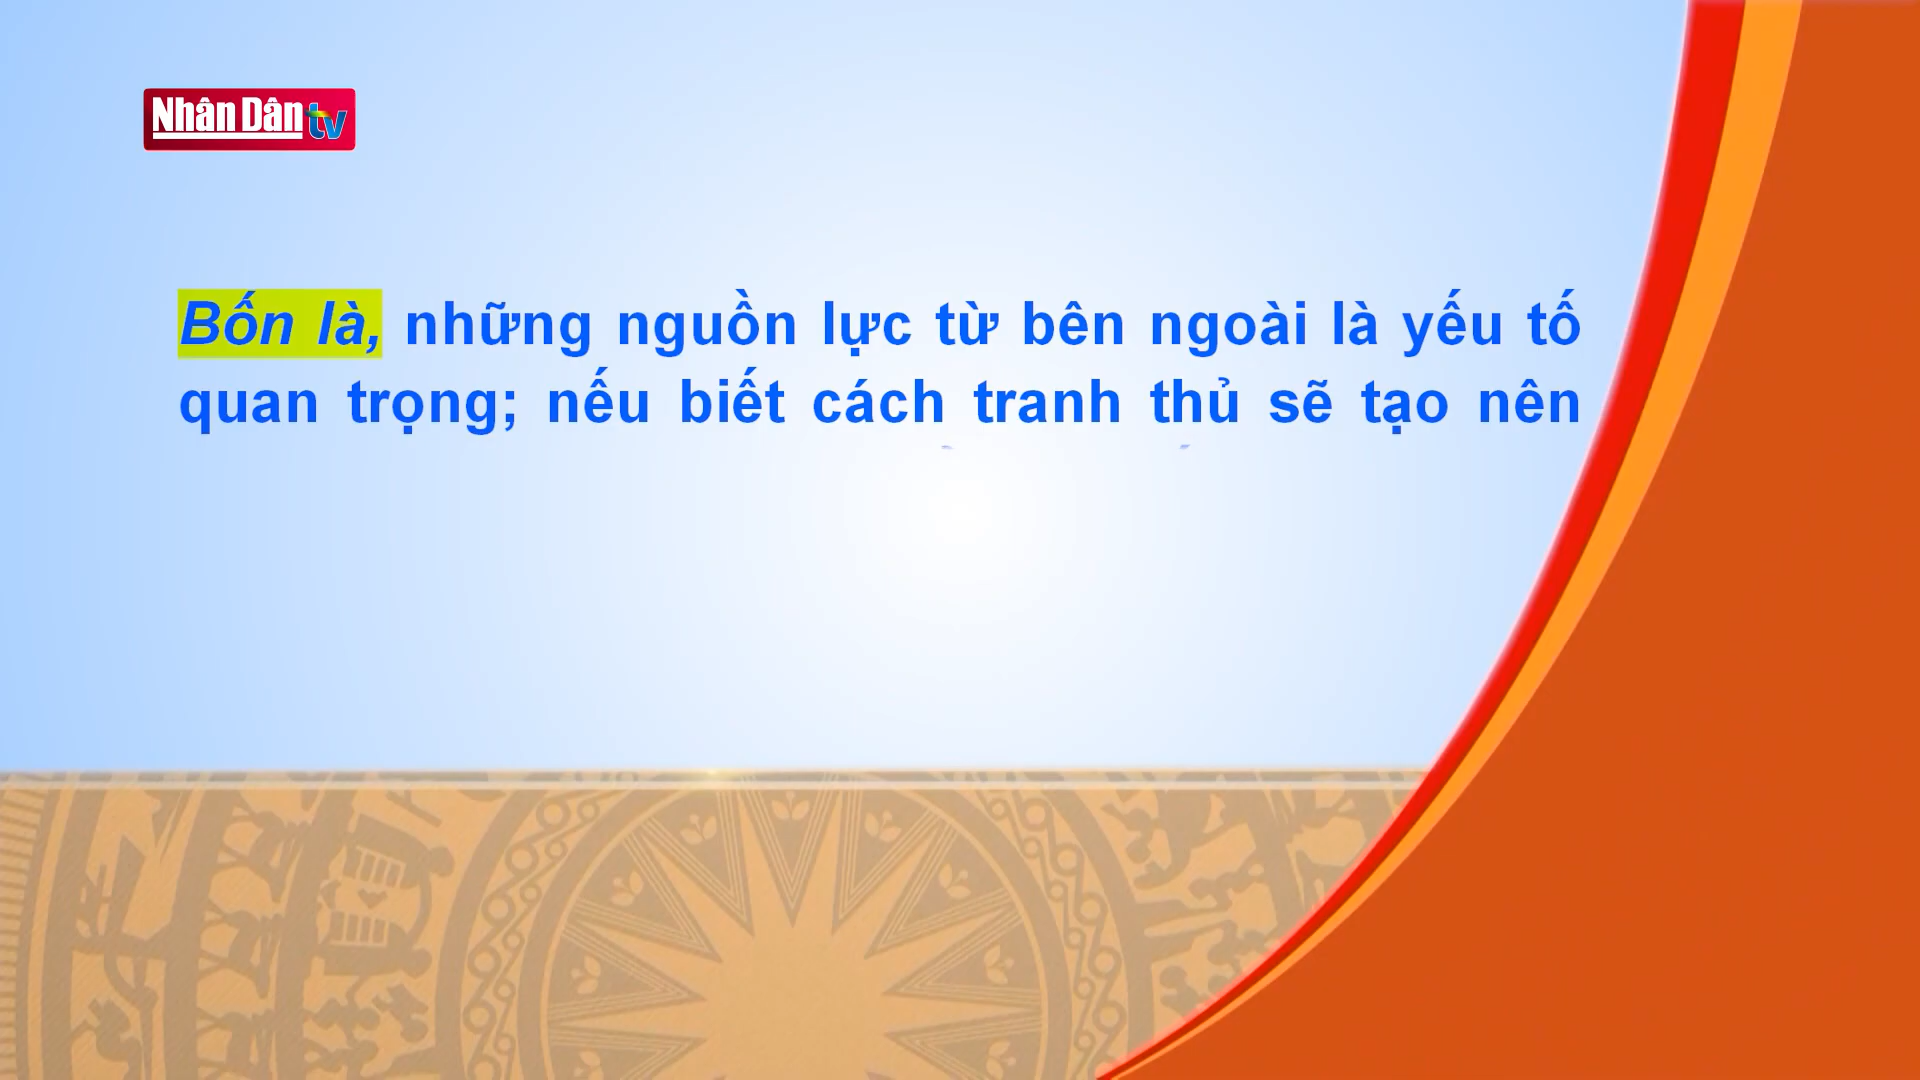 Nhân Dân tv
Bốn là, những nguồn lực từ bên ngoài là yếu tố
quan trọng; nếu biết cách tranh thủ sẽ tạo nên